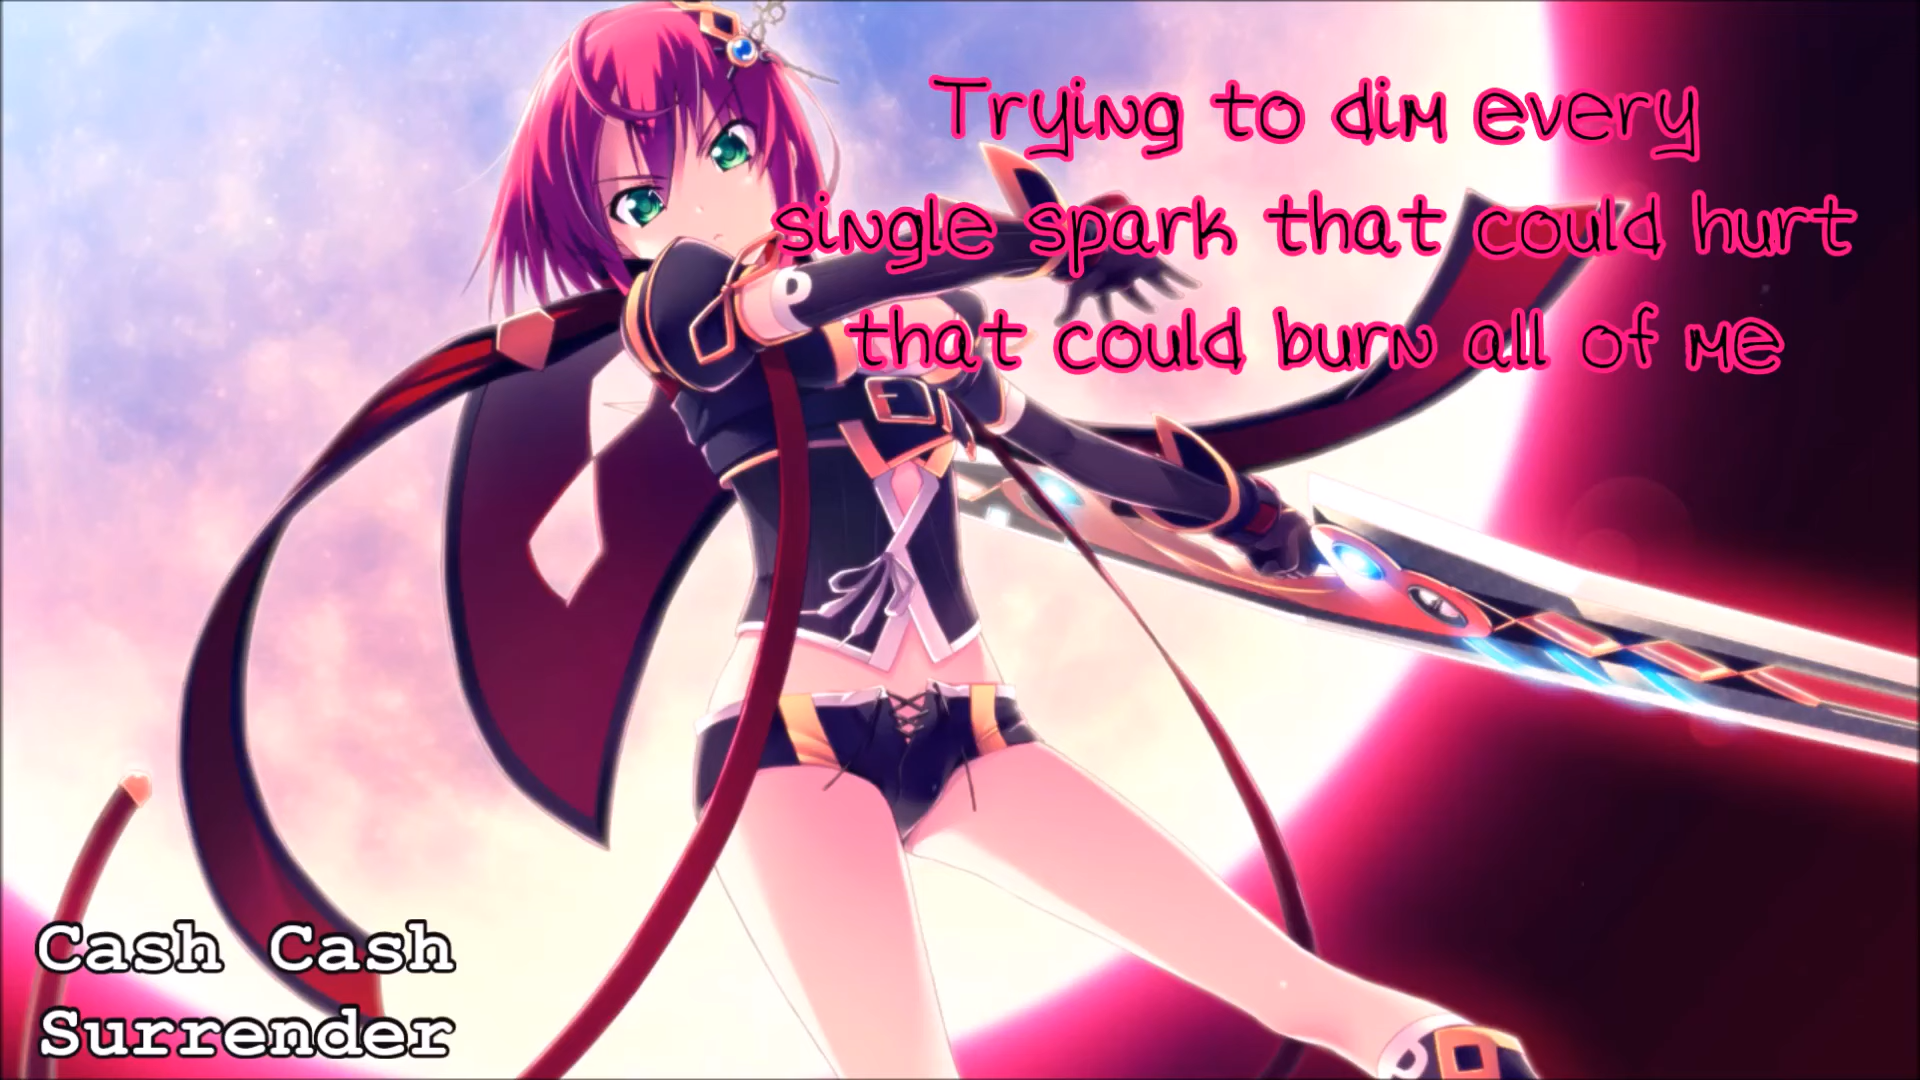 Trying to dim every
single spark that could hurt
that could burn all of me
Cash Cash
Surrender